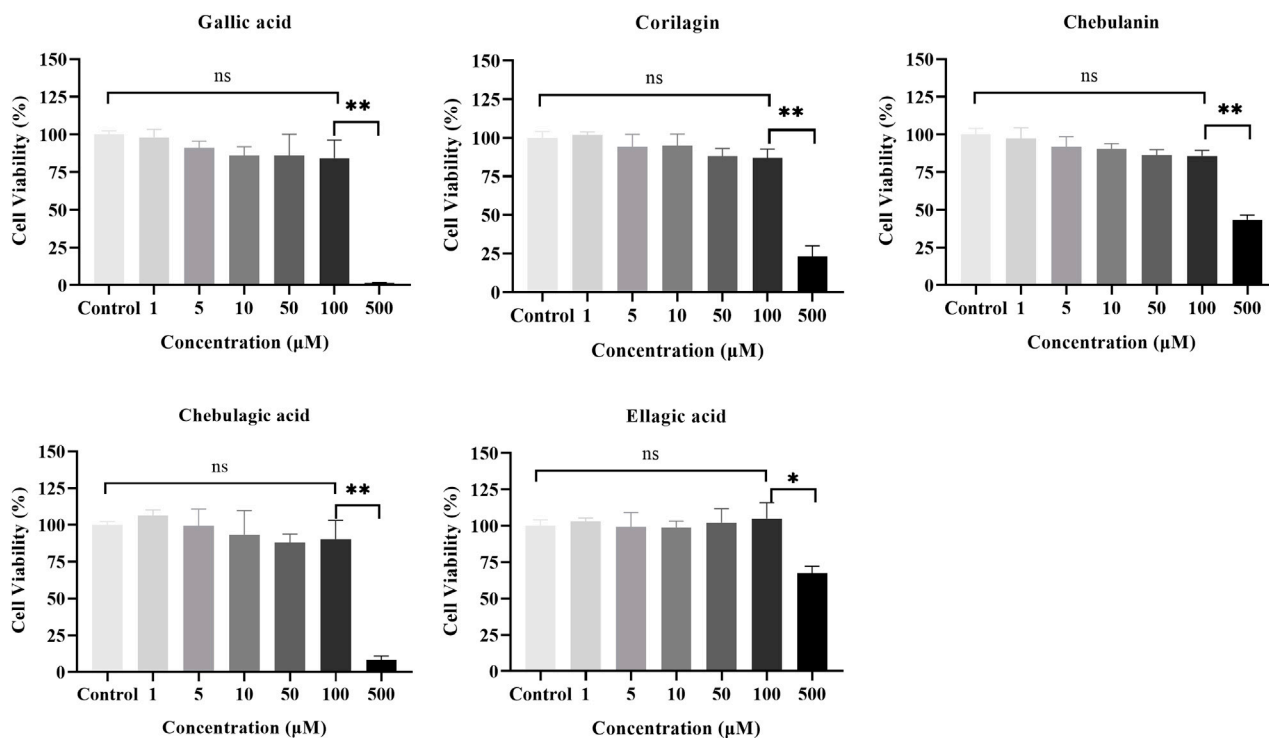 Gallic acid
150
125
100
75
50
25
0
Cell Viability (%)
ns
**
Control 1 5 10 50 100 500
Concentration (μM)
Corilagin
150
125
100
75
50
25
0
Cell Viability (%)
ns
**
Control 1 5 10 50 100 500
Concentration (μM)
Chebulanin
150
125
100
75
50
25
0
Cell Viability (%)
ns
**
Control 1 5 10 50 100 500
Concentration (μM)
Chebulagic acid
150
125
100
75
50
25
0
Cell Viability (%)
ns
**
Control 1 5 10 50 100 500
Concentration (μM)
Ellagic acid
150
125
100
75
50
25
0
Cell Viability (%)
ns
*
Control 1 5 10 50 100 500
Concentration (μM)